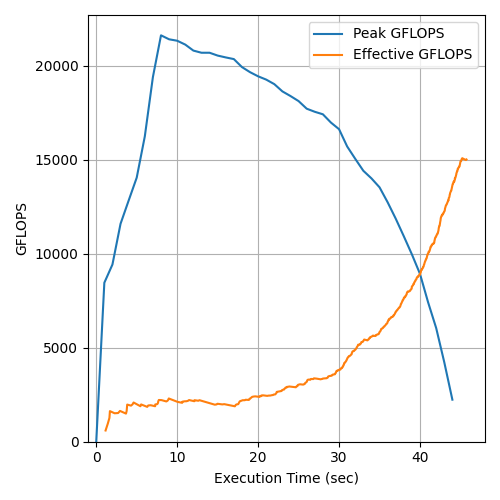 Peak GFLOPS
Effective GFLOPS
20000
15000
10000
5000
0
GFLOPS
0 10 20 30 40
Execution Time (sec)